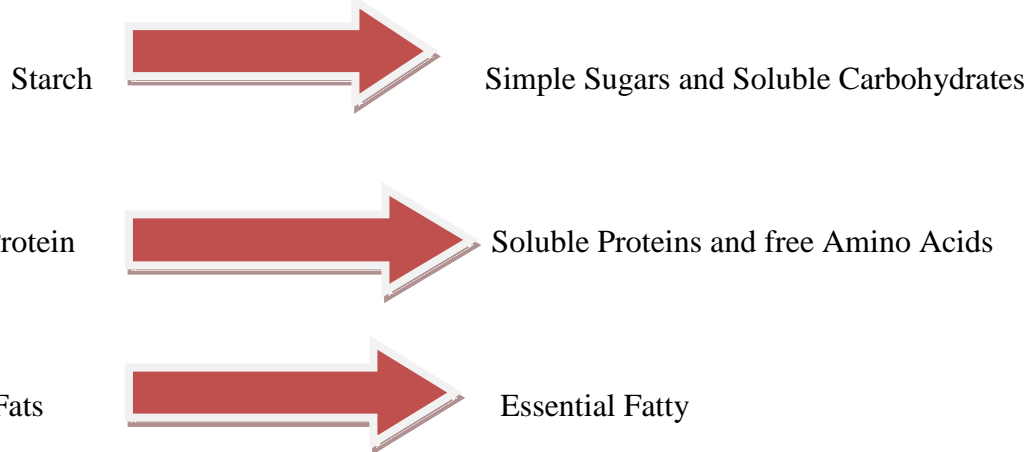 Starch Simple Sugars and Soluble Carbohydrates
rotein Soluble Proteins and free Amino Acids
Fats Essential Fatty